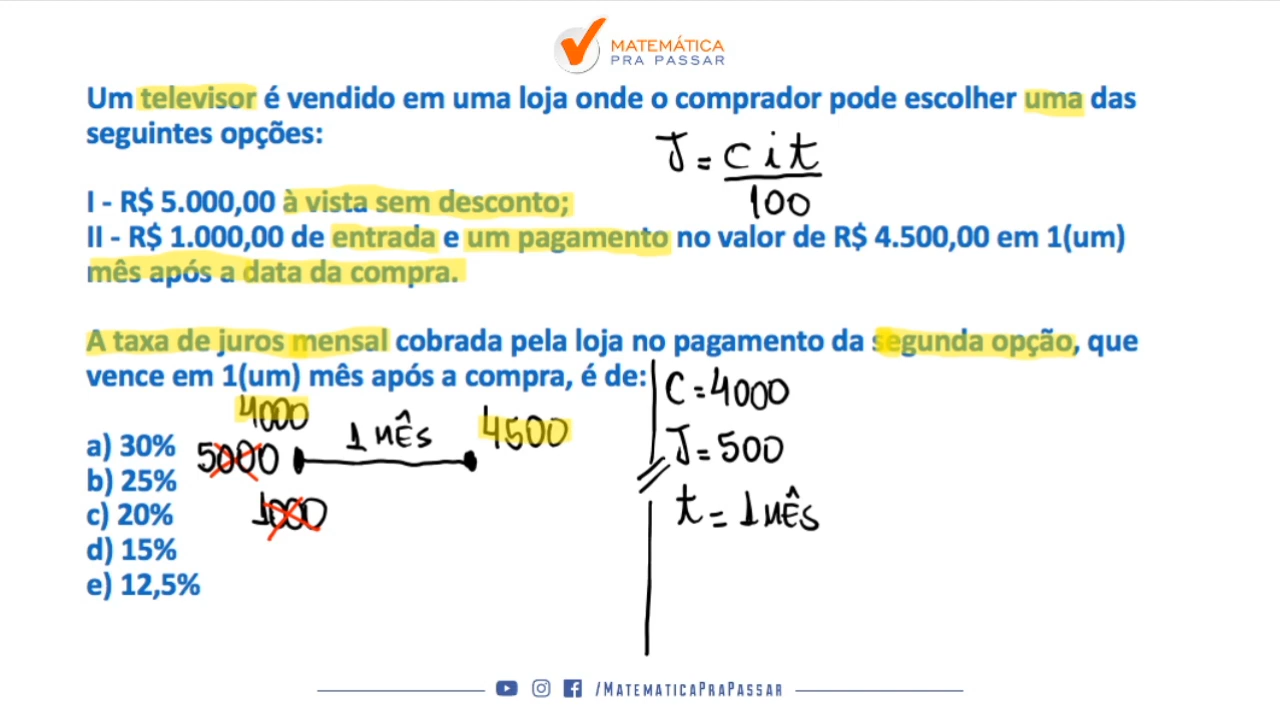 MATEMÁTICA
PRA PASSAR
Um televisor é vendido em uma loja onde o comprador pode escolher uma das
seguintes opções:
J = c i t
100
I - R$ 5.000,00 à vista sem desconto;
II - R$ 1.000,00 de entrada e um pagamento no valor de R$ 4.500,00 em 1(um)
mês após a data da compra.
A taxa de juros mensal cobrada pela loja no pagamento da segunda opção, que
vence em 1(um) mês após a compra, é de:
a) 30%
b) 25%
c) 20%
d) 15%
e) 12,5%
4000
5000
1000
1 MÊS
4500
C = 4000
J = 500
t = 1 MÊS
/MATEMATICAPRAPASSAR